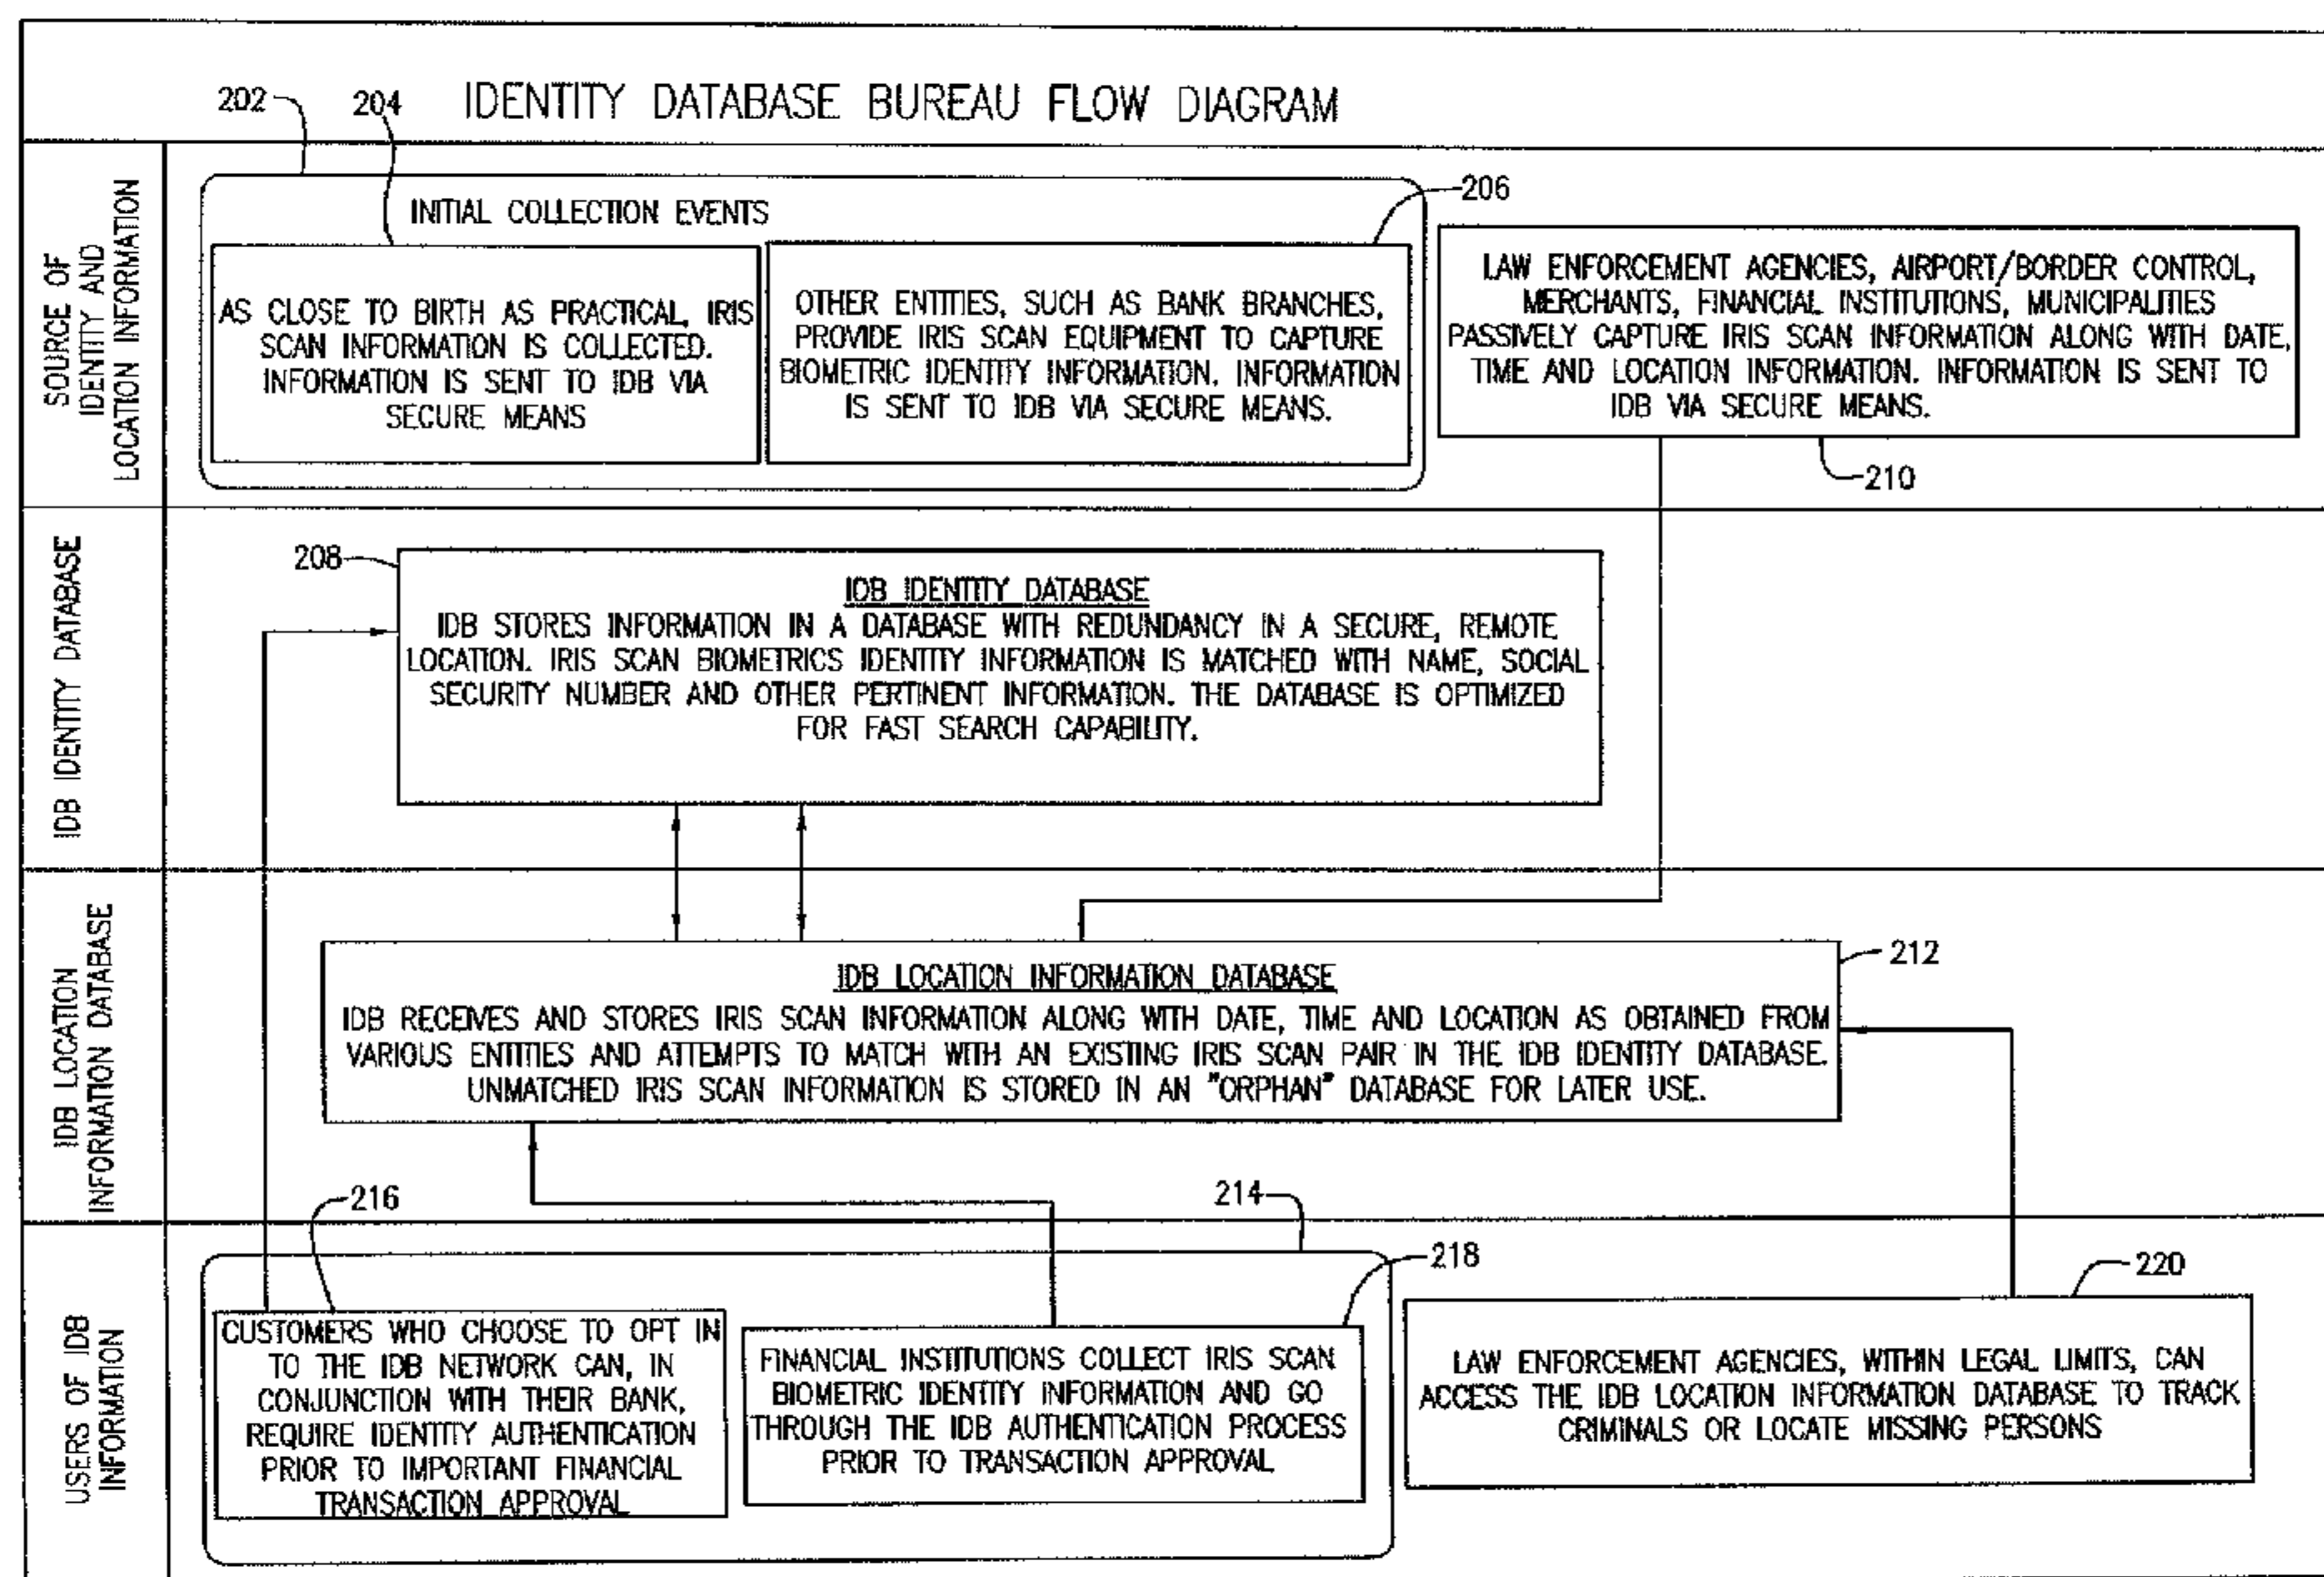 IDENTITY DATABASE BUREAU FLOW DIAGRAM
202
204
SOURCE OF
IDENTITY AND
LOCATION INFORMATION
INITIAL COLLECTION EVENTS
206
AS CLOSE TO BIRTH AS PRACTICAL, IRIS
SCAN INFORMATION IS COLLECTED.
INFORMATION IS SENT TO IDB VIA
SECURE MEANS
OTHER ENTITIES, SUCH AS BANK BRANCHES,
PROVIDE IRIS SCAN EQUIPMENT TO CAPTURE
BIOMETRIC IDENTITY INFORMATION. INFORMATION
IS SENT TO IDB VIA SECURE MEANS.
LAW ENFORCEMENT AGENCIES, AIRPORT/BORDER CONTROL,
MERCHANTS, FINANCIAL INSTITUTIONS, MUNICIPALITIES
PASSIVELY CAPTURE IRIS SCAN INFORMATION ALONG WITH DATE,
TIME AND LOCATION INFORMATION. INFORMATION IS SENT TO
IDB VIA SECURE MEANS.
210
IDB IDENTITY DATABASE
208
IDB IDENTITY DATABASE
IDB STORES INFORMATION IN A DATABASE WITH REDUNDANCY IN A SECURE, REMOTE
LOCATION. IRIS SCAN BIOMETRICS IDENTITY INFORMATION IS MATCHED WITH NAME, SOCIAL
SECURITY NUMBER AND OTHER PERTINENT INFORMATION. THE DATABASE IS OPTIMIZED
FOR FAST SEARCH CAPABILITY.
IDB LOCATION
INFORMATION DATABASE
212
IDB LOCATION INFORMATION DATABASE
IDB RECEIVES AND STORES IRIS SCAN INFORMATION ALONG WITH DATE, TIME AND LOCATION AS OBTAINED FROM
VARIOUS ENTITIES AND ATTEMPTS TO MATCH WITH AN EXISTING IRIS SCAN PAIR IN THE IDB IDENTITY DATABASE.
UNMATCHED IRIS SCAN INFORMATION IS STORED IN AN "ORPHAN" DATABASE FOR LATER USE.
USERS OF IDB
INFORMATION
216
214
218
220
CUSTOMERS WHO CHOOSE TO OPT IN
TO THE IDB NETWORK CAN, IN
CONJUNCTION WITH THEIR BANK,
REQUIRE IDENTITY AUTHENTICATION
PRIOR TO IMPORTANT FINANCIAL
TRANSACTION APPROVAL
FINANCIAL INSTITUTIONS COLLECT IRIS SCAN
BIOMETRIC IDENTITY INFORMATION AND GO
THROUGH THE IDB AUTHENTICATION PROCESS
PRIOR TO TRANSACTION APPROVAL
LAW ENFORCEMENT AGENCIES, WITHIN LEGAL LIMITS, CAN
ACCESS THE IDB LOCATION INFORMATION DATABASE TO TRACK
CRIMINALS OR LOCATE MISSING PERSONS